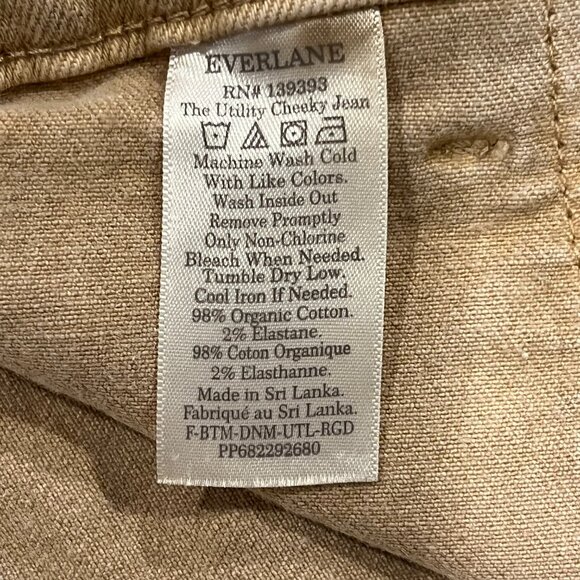 EVERLANE
RN# 139393
The Utility Cheeky Jean
Machine Wash Cold
With Like Colors.
Wash Inside Out
Remove Promptly
Only Non-Chlorine
Bleach When Needed.
Tumble Dry Low.
Cool Iron If Needed.
98% Organic Cotton.
2% Elastane.
98% Coton Organique
2% Elasthanne.
Made in Sri Lanka.
Fabriqué au Sri Lanka.
F-BTM-DNM-UTL-RGD
PP682292680